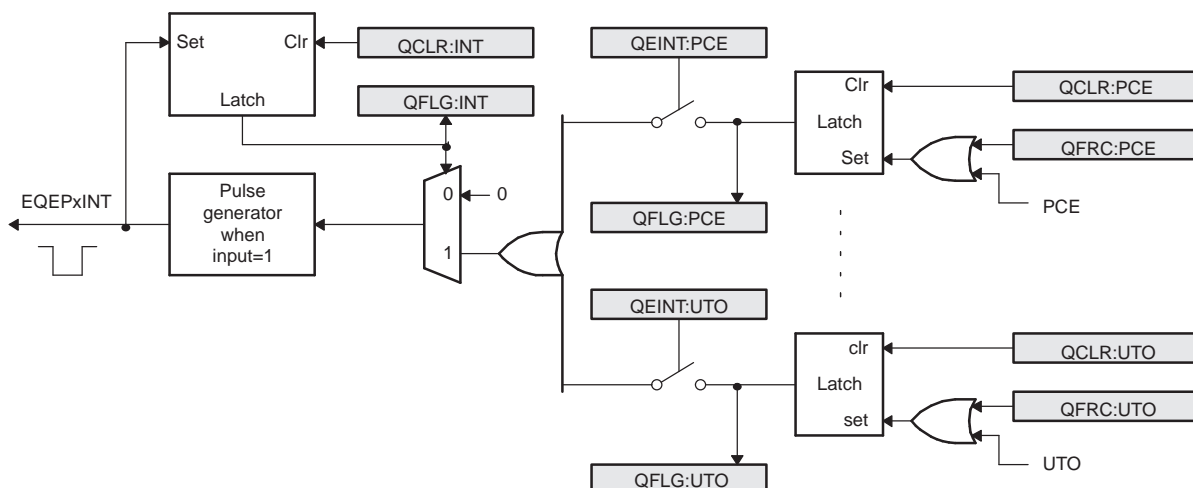 Set
Clr
Latch
QCLR:INT
QFLG:INT
EQEPxINT
Pulse
generator
when
input=1
0
0
1
QEINT:PCE
QFLG:PCE
Clr
Latch
Set
QCLR:PCE
QFRC:PCE
PCE
QEINT:UTO
QFLG:UTO
clr
Latch
set
QCLR:UTO
QFRC:UTO
UTO